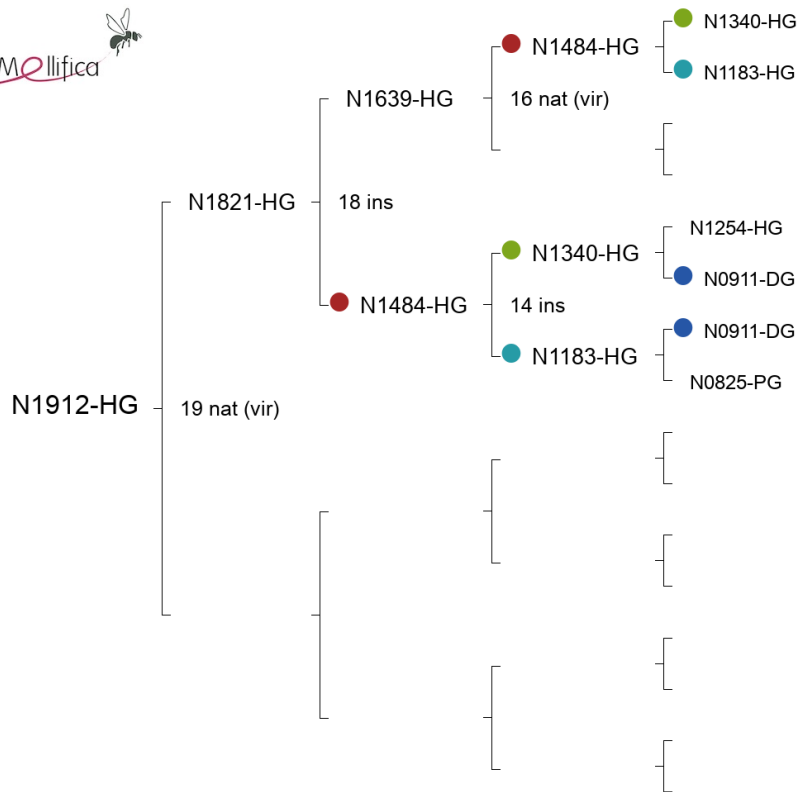 Mellifica
N1340-HG
N1484-HG
N1183-HG
N1639-HG
16 nat (vir)
N1821-HG
18 ins
N1254-HG
N1340-HG
N0911-DG
N1484-HG
14 ins
N0911-DG
N1183-HG
N0825-PG
N1912-HG
19 nat (vir)